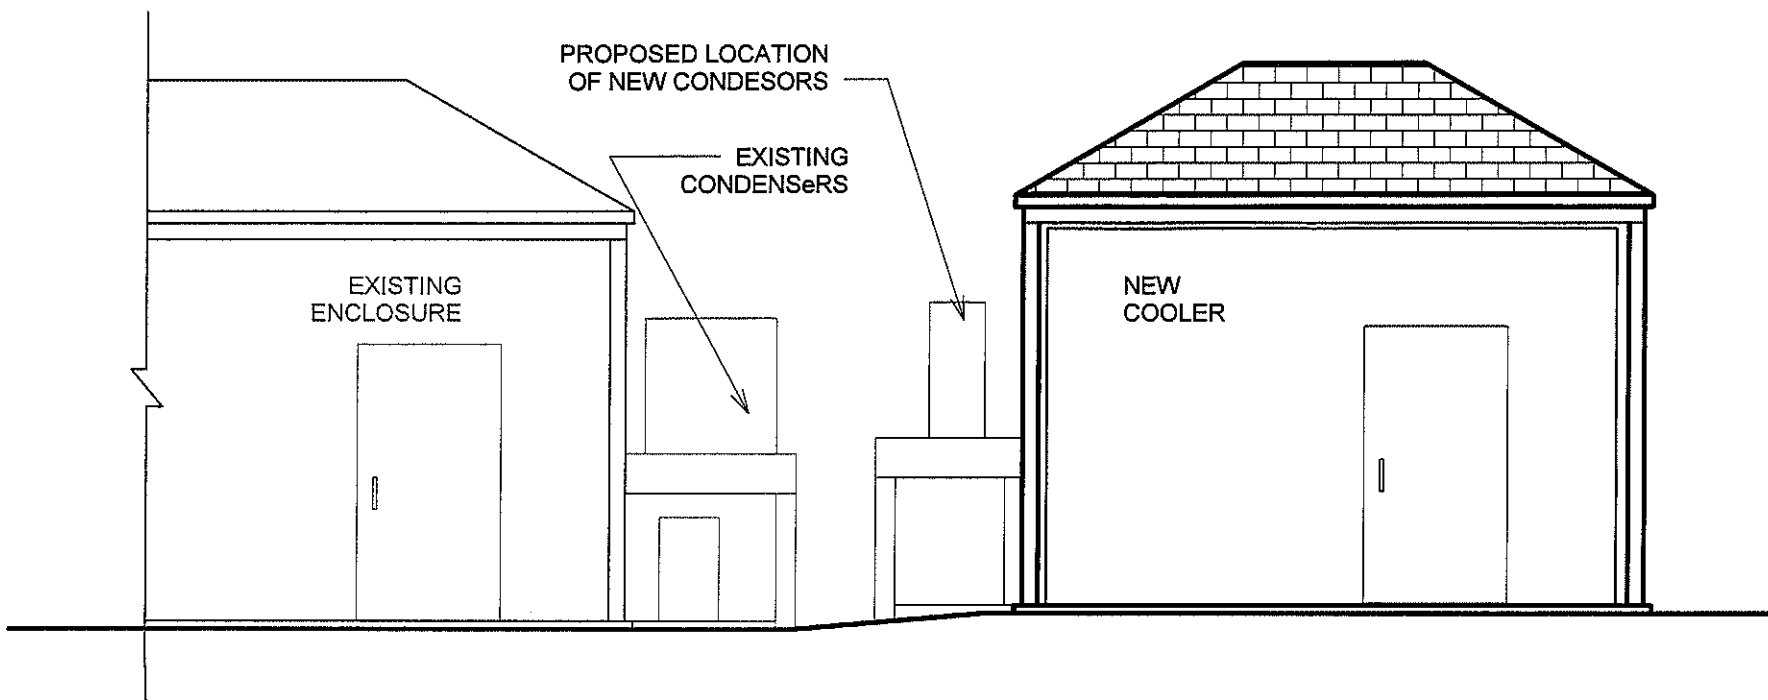 PROPOSED LOCATION
OF NEW CONDESORS
EXISTING
CONDENSeRS
EXISTING
ENCLOSURE
NEW
COOLER